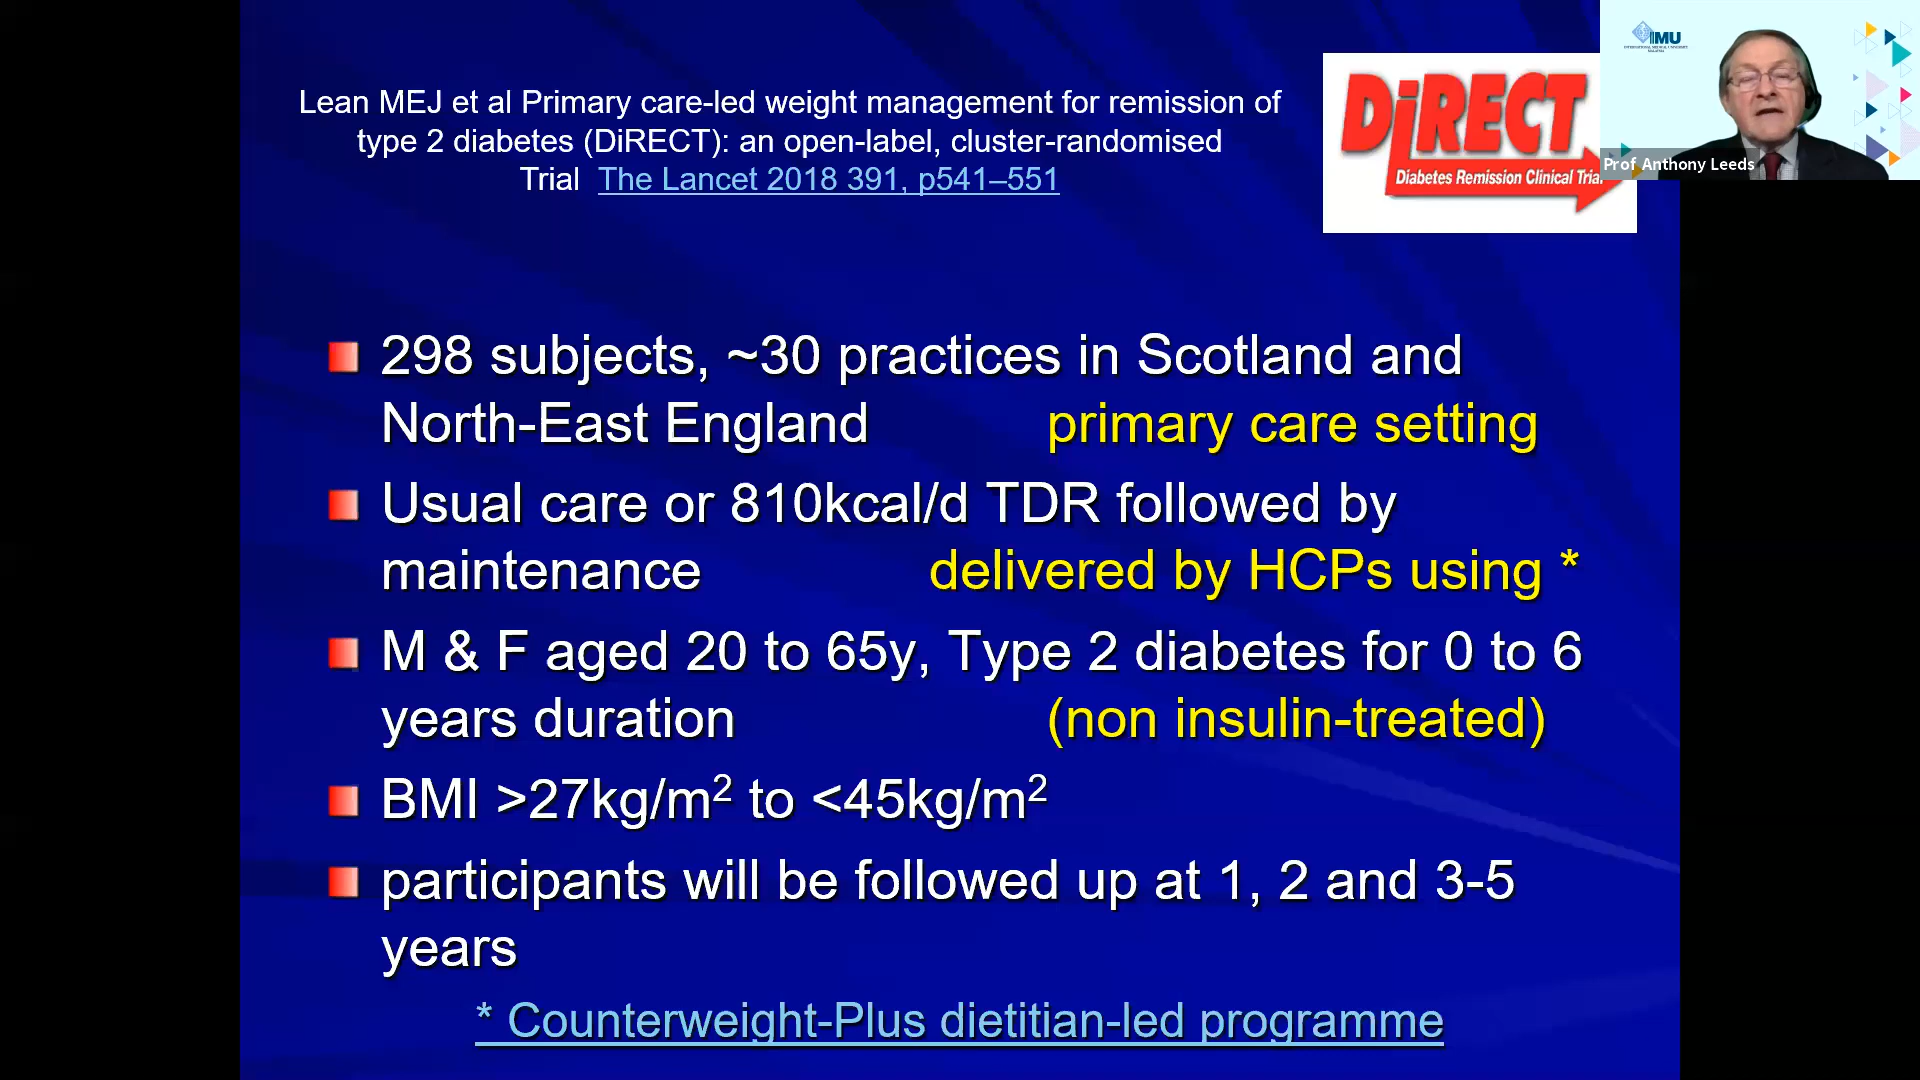 Lean MEJ et al Primary care-led weight management for remission of
type 2 diabetes (DiRECT): an open-label, cluster-randomised
Trial The Lancet 2018 391, p541–551
DiRECT
Diabetes Remission Clinical Trial
IMU
INTERNATIONAL MEDICAL UNIVERSITY
MALAYSIA
Prof Anthony Leeds
298 subjects, ~30 practices in Scotland and
North-East England primary care setting
Usual care or 810kcal/d TDR followed by
maintenance delivered by HCPs using *
M & F aged 20 to 65y, Type 2 diabetes for 0 to 6
years duration (non insulin-treated)
BMI >27kg/m² to <45kg/m²
participants will be followed up at 1, 2 and 3-5
years
* Counterweight-Plus dietitian-led programme